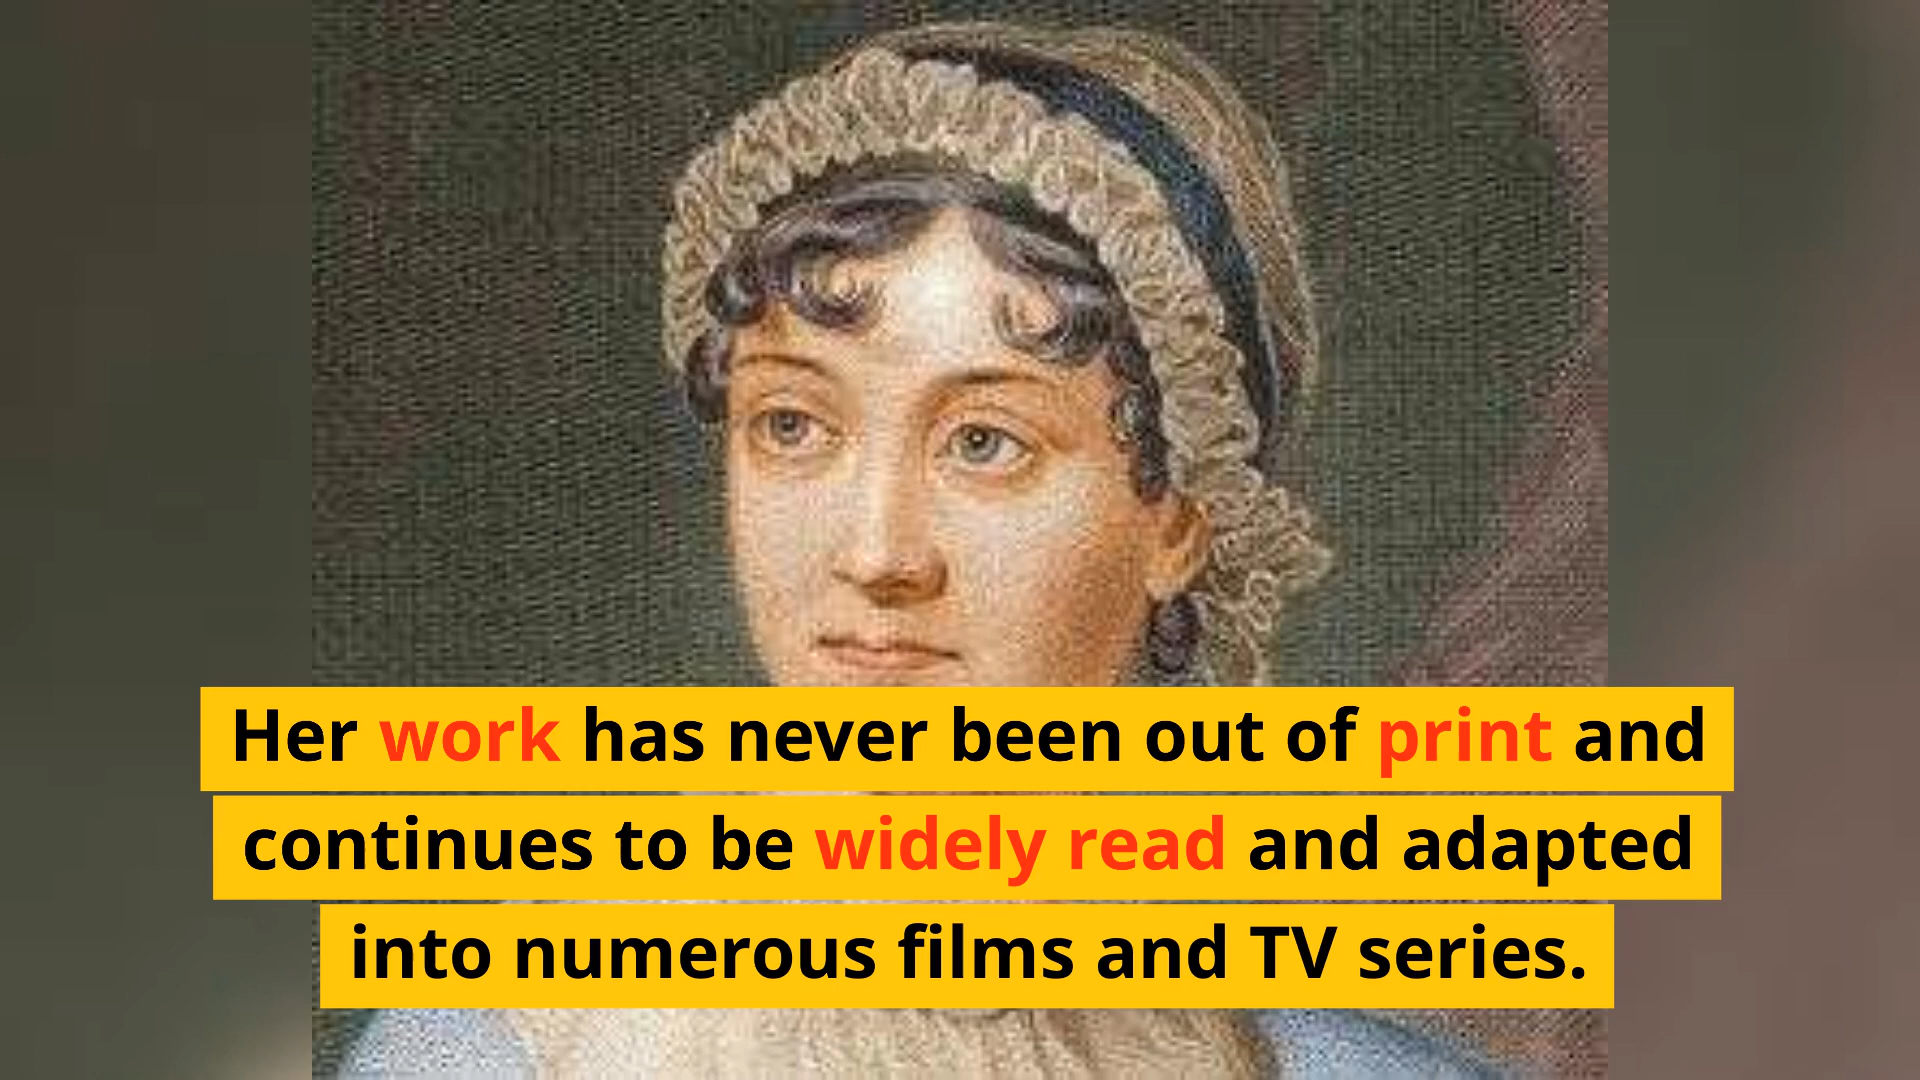 Her work has never been out of print and
continues to be widely read and adapted
into numerous films and TV series.